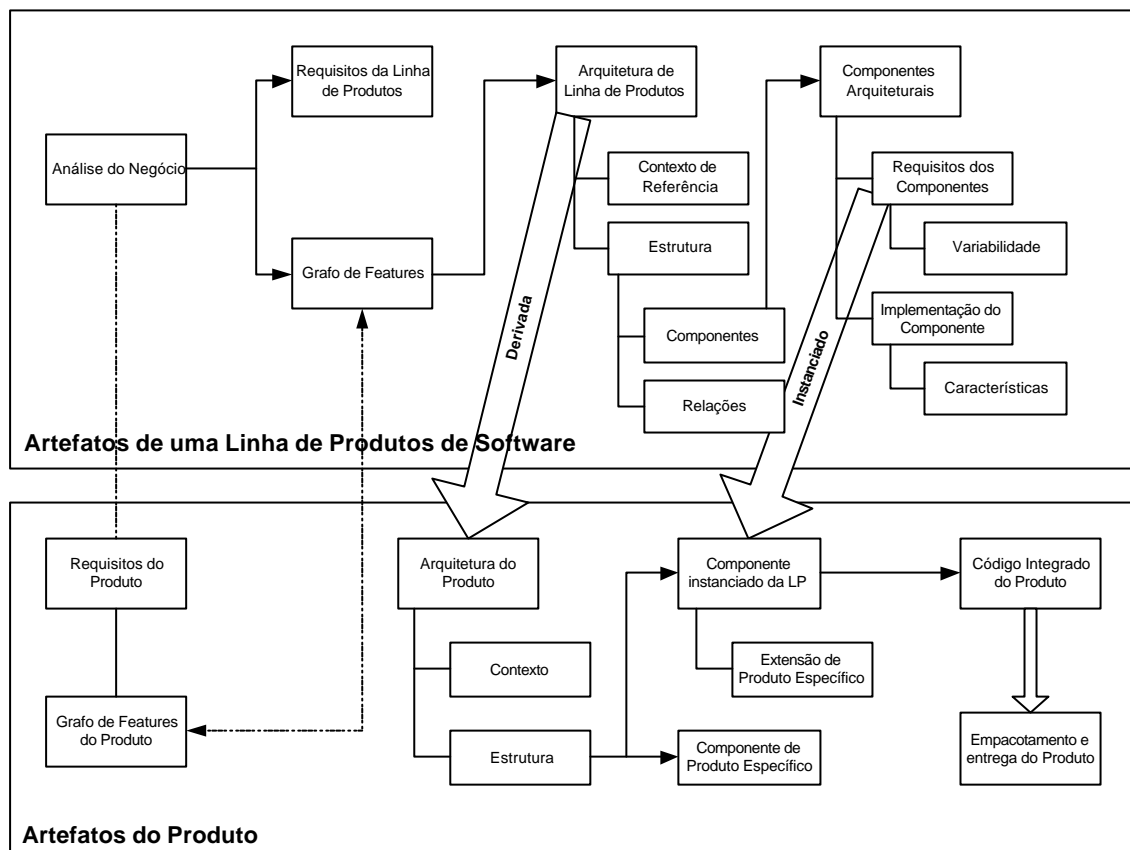 Requisitos da Linha
de Produtos
Arquitetura de
Linha de Produtos
Componentes
Arquiteturais
Análise do Negócio
Contexto de
Referência
Requisitos dos
Componentes
Grafo de Features
Estrutura
Variabilidade
Derivada
Componentes
Instanciado
Implementação do
Componente
Relações
Características
Artefatos de uma Linha de Produtos de Software
Requisitos do
Produto
Arquitetura do
Produto
Componente
instanciado da LP
Código Integrado
do Produto
Contexto
Extensão de
Produto Específico
Grafo de Features
do Produto
Estrutura
Componente de
Produto Específico
Empacotamento e
entrega do Produto
Artefatos do Produto